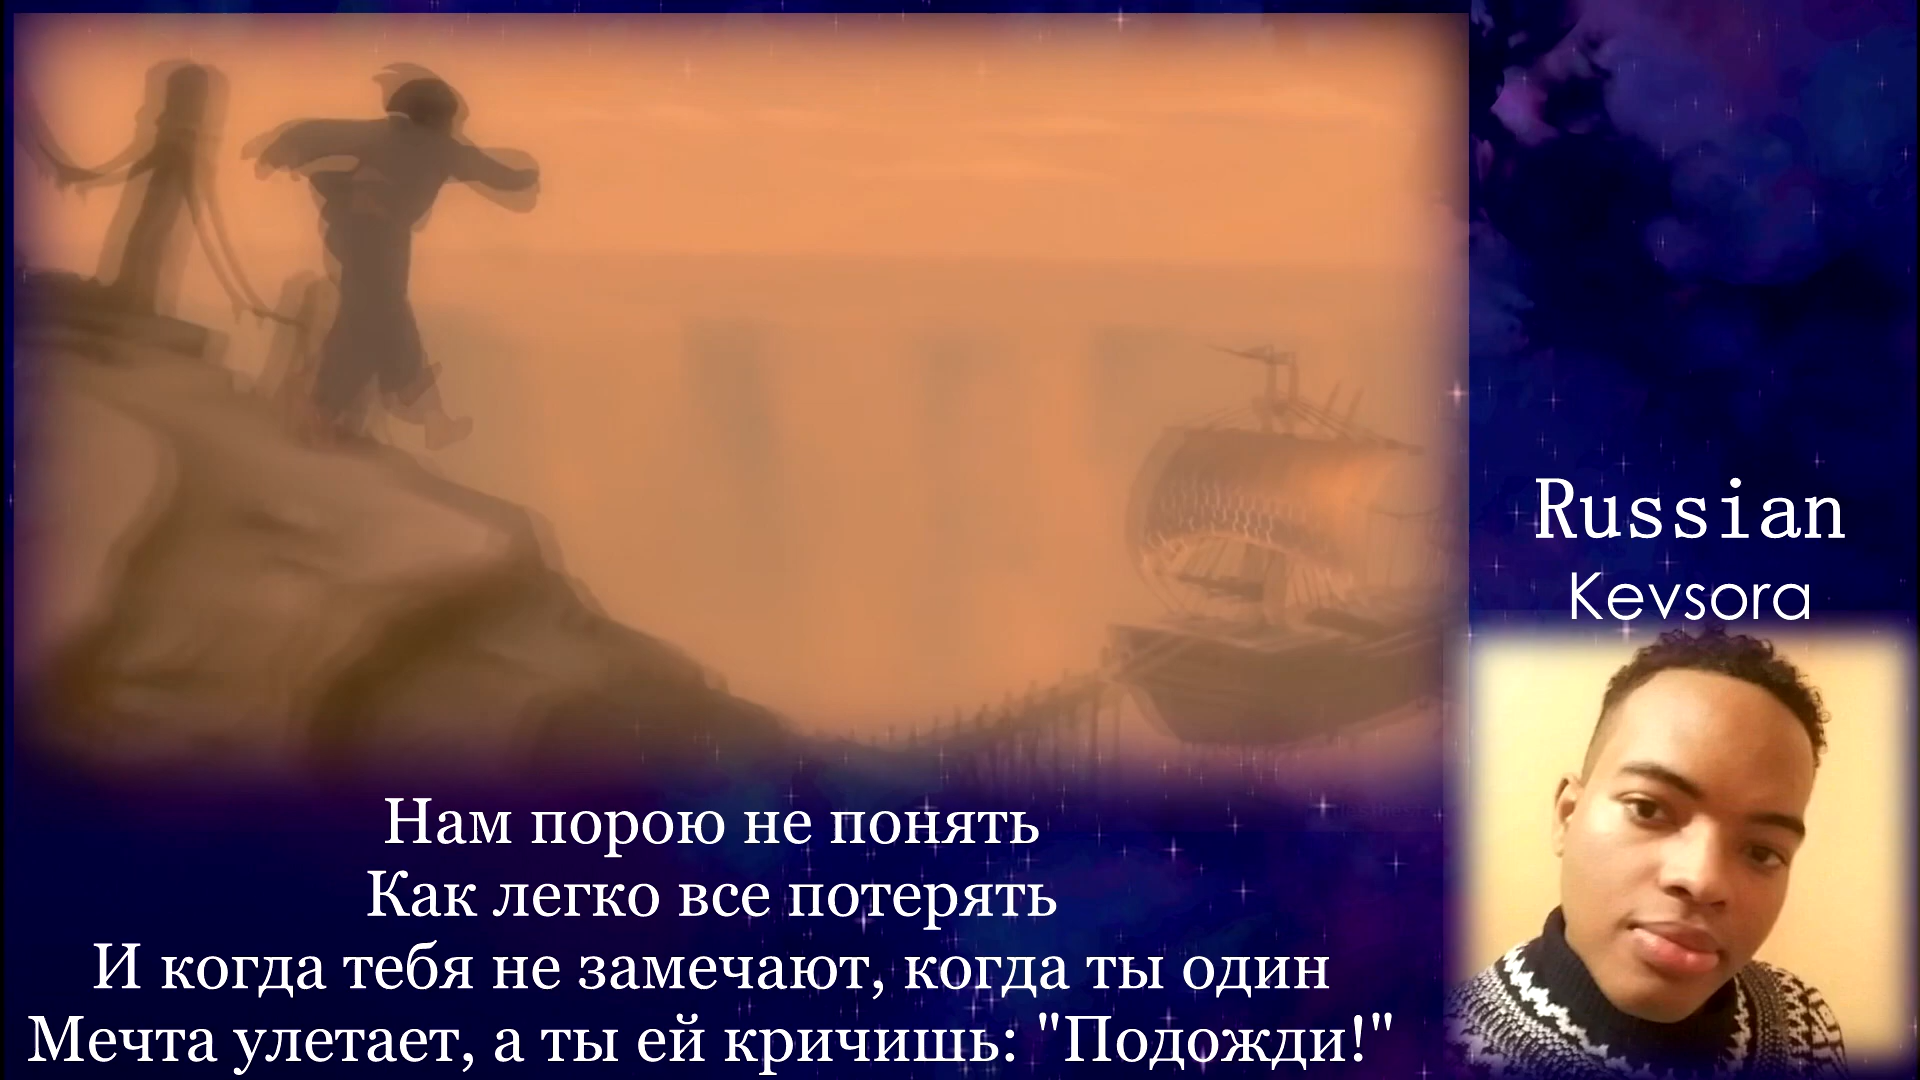 Russian
Kevsora
Нам порою не понять
Как легко все потерять
И когда тебя не замечают, когда ты один
Мечта улетает, а ты ей кричишь: "Подожди!"